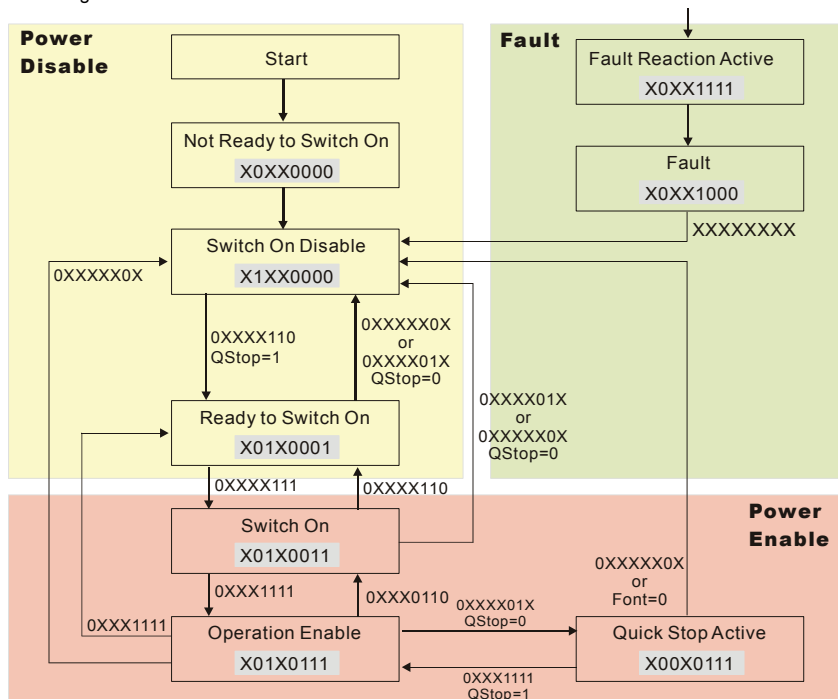 Power
Disable
Start
Not Ready to Switch On
X0XX0000
Switch On Disable
X1XX0000
0XXXXX0X
0XXXX110
QStop=1
0XXXXX0X
or
0XXXX01X
QStop=0
Ready to Switch On
X01X0001
0XXXX111
0XXXX110
0XXXX01X
or
0XXXXX0X
QStop=0
Fault
Fault Reaction Active
X0XX1111
Fault
X0XX1000
XXXXXXXX
Power
Enable
Switch On
X01X0011
0XXX1111
0XXX0110
0XXX1111
Operation Enable
X01X0111
0XXXX01X
QStop=0
0XXX1111
QStop=1
0XXXXX0X
or
Font=0
Quick Stop Active
X00X0111